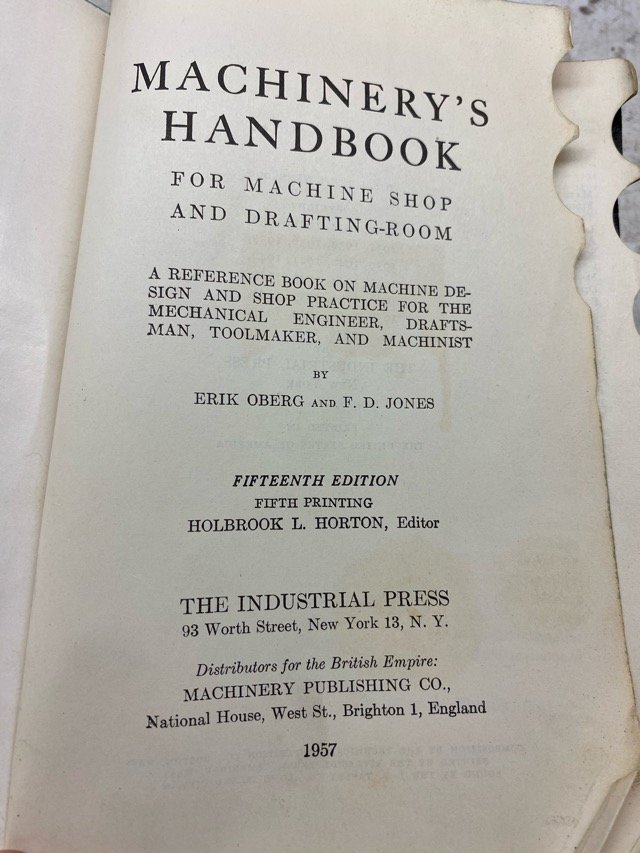 MACHINERY'S
HANDBOOK
FOR MACHINE SHOP
AND DRAFTING-ROOM
A REFERENCE BOOK ON MACHINE DE-
SIGN AND SHOP PRACTICE FOR THE
MECHANICAL ENGINEER, DRAFTS-
MAN, TOOLMAKER, AND MACHINIST
BY
ERIK OBERG AND F. D. JONES
FIFTEENTH EDITION
FIFTH PRINTING
HOLBROOK L. HORTON, Editor
THE INDUSTRIAL PRESS
93 Worth Street, New York 13, N. Y.
Distributors for the British Empire:
MACHINERY PUBLISHING CO.,
National House, West St., Brighton 1, England
1957